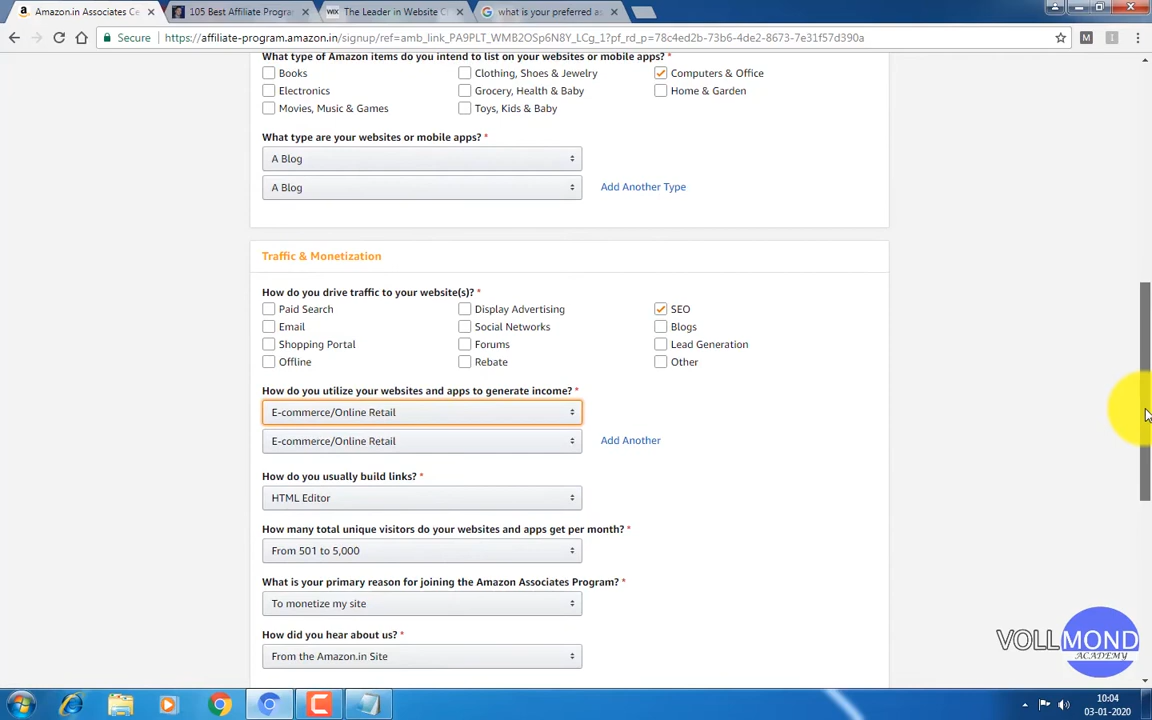 Amazon.in Associates Ce
105 Best Affiliate Progra
WIX The Leader in Website C
what is your preferred as
Secure https://affiliate-program.amazon.in/signup/ref=amb_link_PA9PLT_WMB2OSp6N8Y_LCg_1?pf_rd_p=78c4ed2b-73b6-4de2-8673-7e31f57d390a
What type of Amazon items do you intend to list on your websites or mobile apps? *
Books Clothing, Shoes & Jewelry Computers & Office
Electronics Grocery, Health & Baby Home & Garden
Movies, Music & Games Toys, Kids & Baby
What type are your websites or mobile apps? *
A Blog
A Blog Add Another Type
Traffic & Monetization
How do you drive traffic to your website(s)? *
Paid Search Display Advertising SEO
Email Social Networks Blogs
Shopping Portal Forums Lead Generation
Offline Rebate Other
How do you utilize your websites and apps to generate income? *
E-commerce/Online Retail
E-commerce/Online Retail Add Another
How do you usually build links? *
HTML Editor
How many total unique visitors do your websites and apps get per month? *
From 501 to 5,000
What is your primary reason for joining the Amazon Associates Program? *
To monetize my site
How did you hear about us? *
From the Amazon.in Site
VOLLMOND
ACADEMY
10:04
03-01-2020